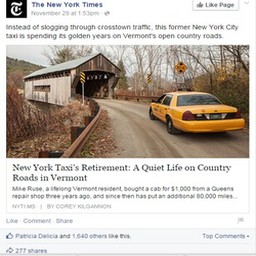 The New York Times
Like Page
November 29 at 1:53pm
Instead of slogging through crosstown traffic, this former New York City
taxi is spending its golden years on Vermont's open country roads.
New York Taxi's Retirement: A Quiet Life on Country
Roads in Vermont
Mike Ruse, a lifelong Vermont resident, bought a cab for $1,000 from a Queens
repair shop three years ago, and since then has put an additional 80,000 miles...
NYTI.MS | BY COREY KILGANNON
Like · Comment · Share
Patricia Delicia and 1,640 others like this.
Top Comments
277 shares